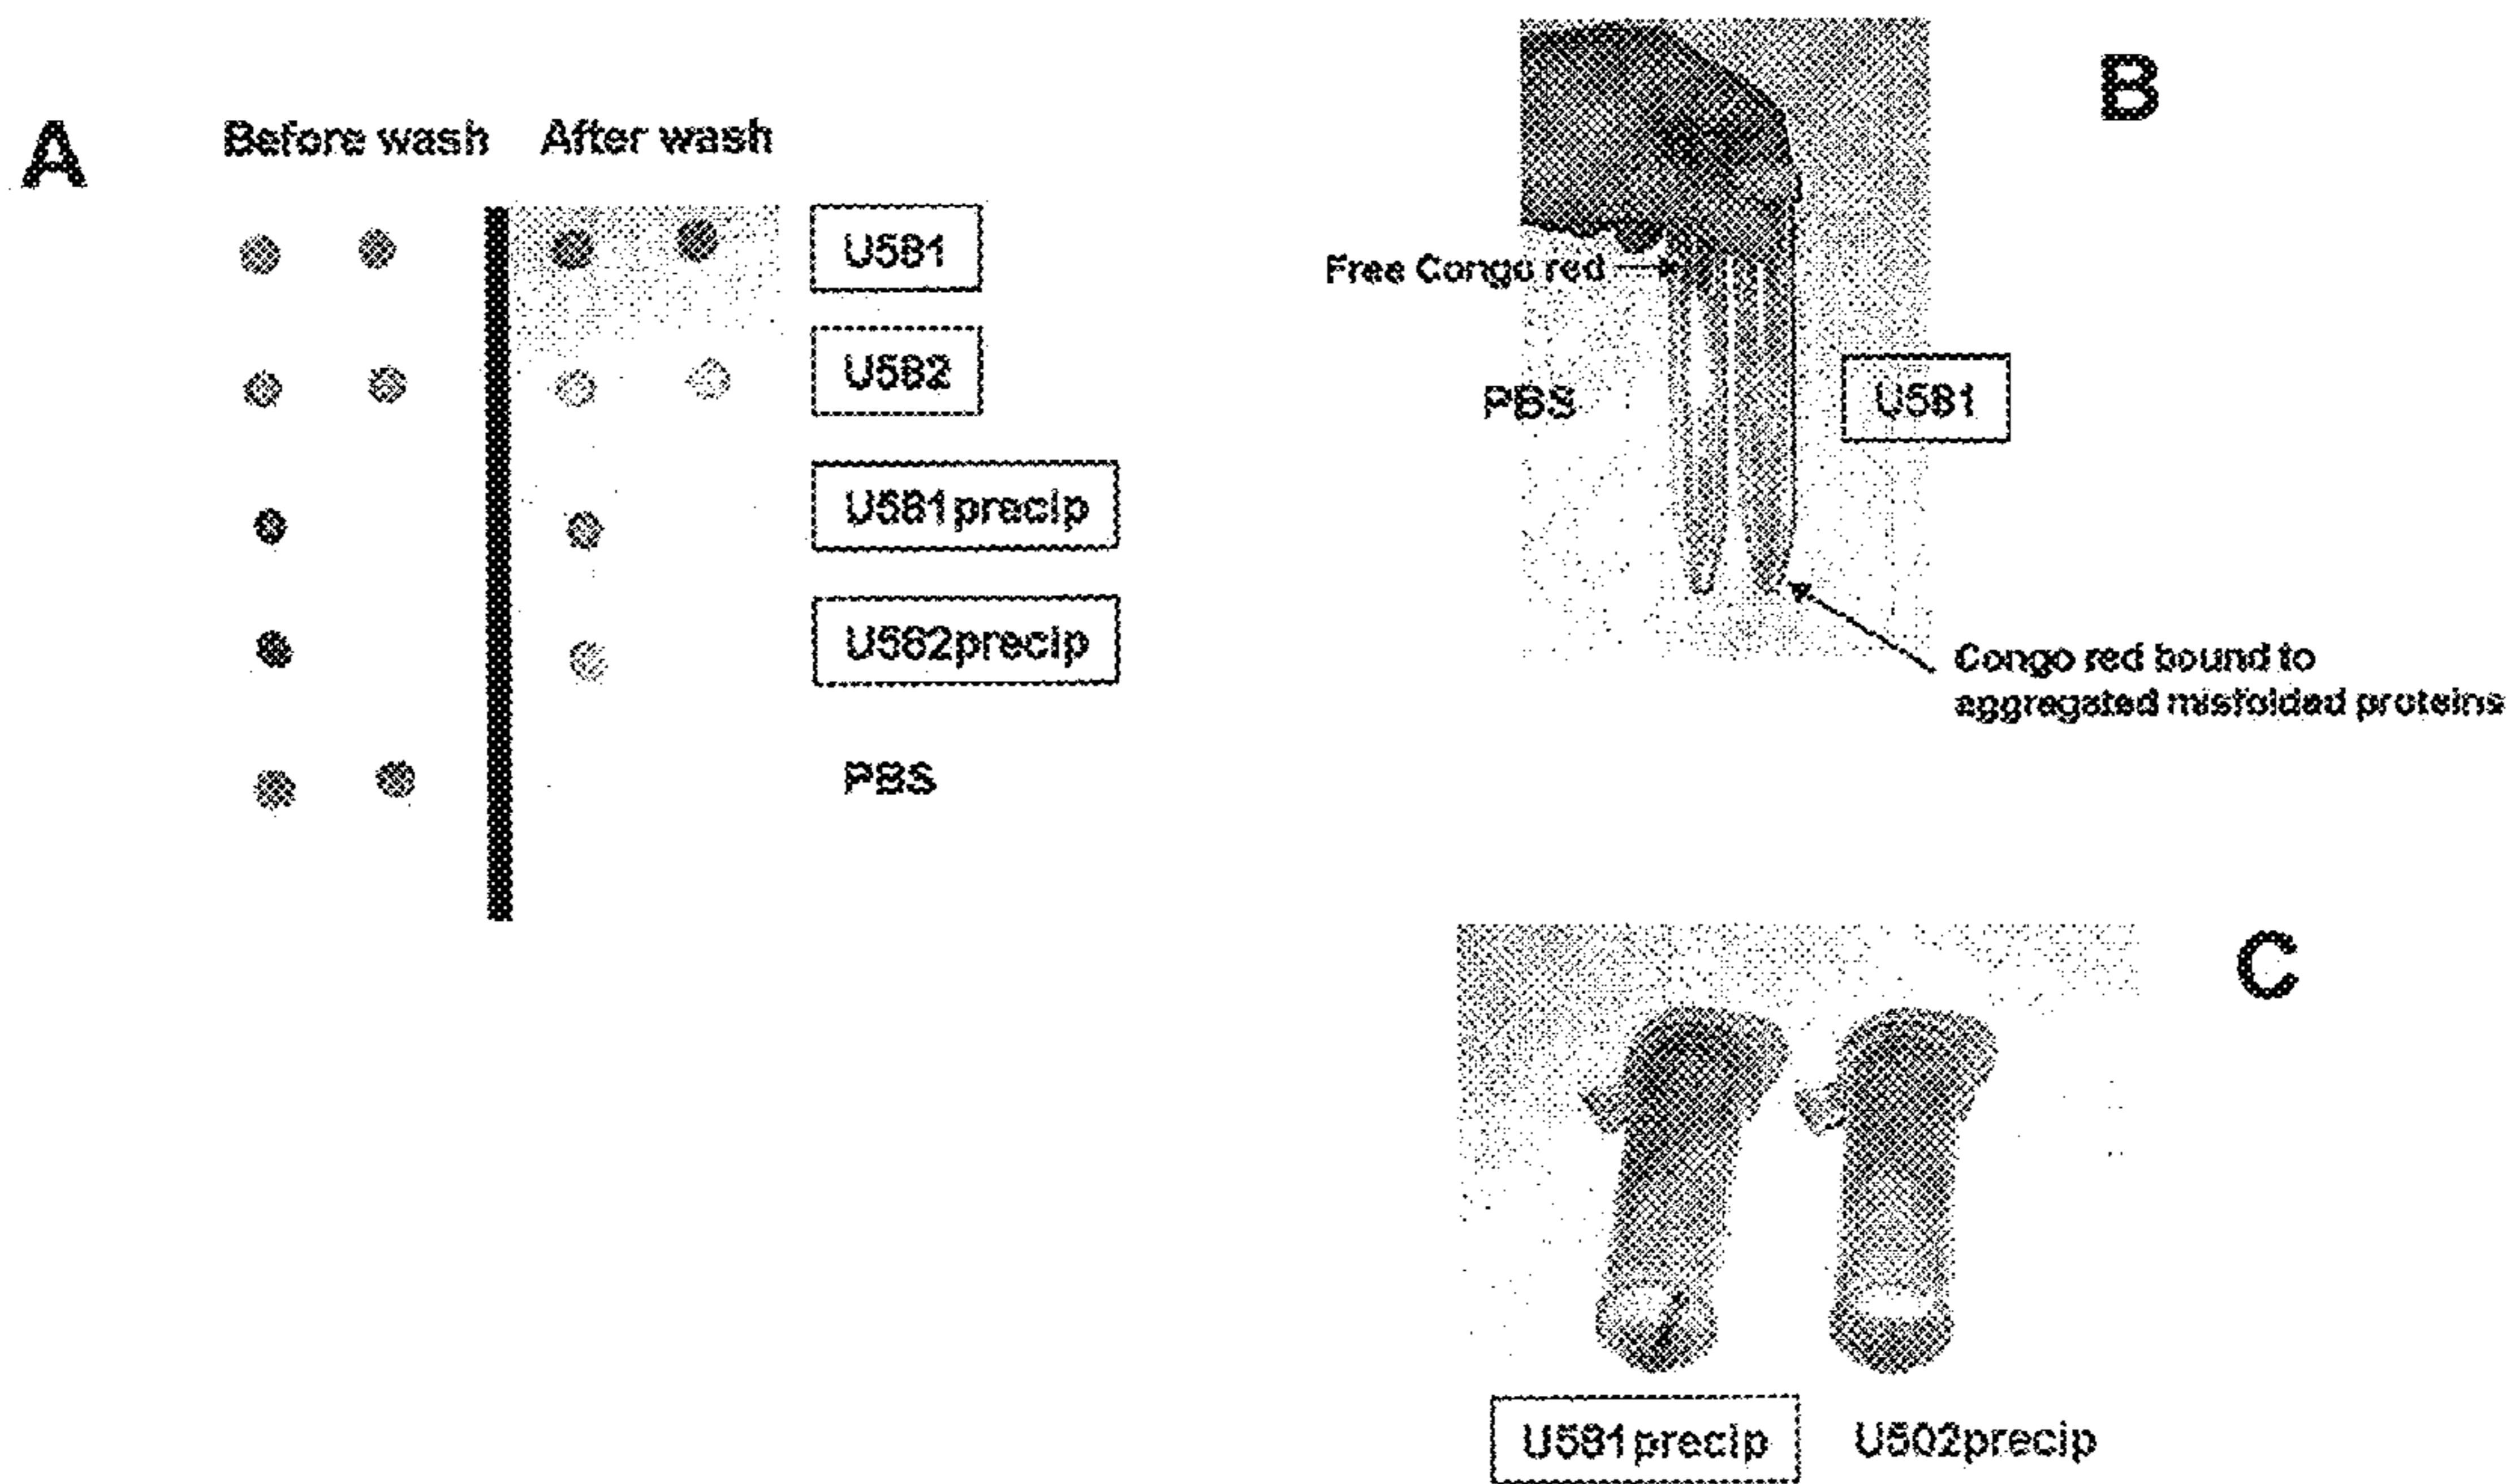 A
Before wash
After wash
U581
U582
U581precip
U582precip
PBS
B
Free Congo red
PBS
U581
Congo red bound to
aggregated misfolded proteins
C
U581precip
U502precip